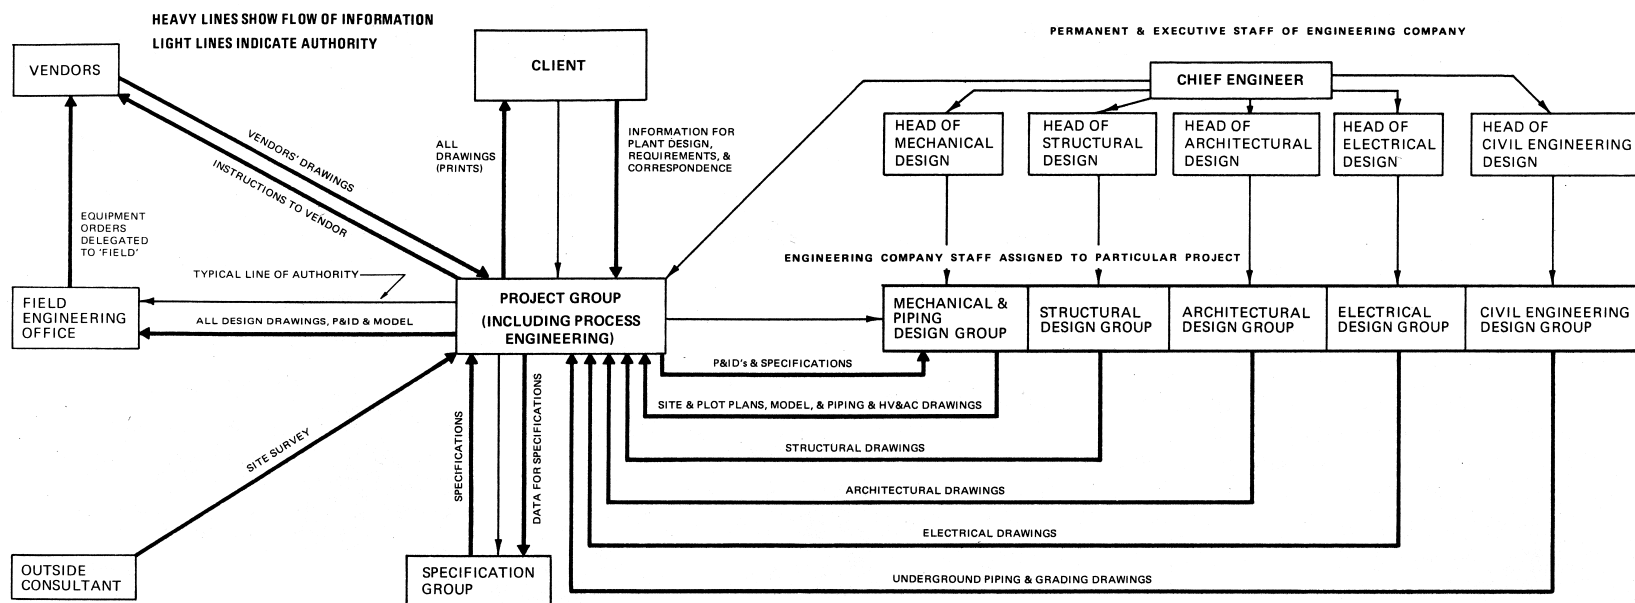 HEAVY LINES SHOW FLOW OF INFORMATION
LIGHT LINES INDICATE AUTHORITY
PERMANENT & EXECUTIVE STAFF OF ENGINEERING COMPANY
VENDORS
CLIENT
CHIEF ENGINEER
HEAD OF
MECHANICAL
DESIGN
HEAD OF
STRUCTURAL
DESIGN
HEAD OF
ARCHITECTURAL
DESIGN
HEAD OF
ELECTRICAL
DESIGN
HEAD OF
CIVIL ENGINEERING
DESIGN
VENDORS' DRAWINGS
INSTRUCTIONS TO VENDOR
ALL
DRAWINGS
(PRINTS)
INFORMATION FOR
PLANT DESIGN,
REQUIREMENTS, &
CORRESPONDENCE
EQUIPMENT
ORDERS
DELEGATED
TO 'FIELD'
TYPICAL LINE OF AUTHORITY
ENGINEERING COMPANY STAFF ASSIGNED TO PARTICULAR PROJECT
FIELD
ENGINEERING
OFFICE
ALL DESIGN DRAWINGS, P&ID & MODEL
PROJECT GROUP
(INCLUDING PROCESS
ENGINEERING)
MECHANICAL &
PIPING
DESIGN GROUP
STRUCTURAL
DESIGN GROUP
ARCHITECTURAL
DESIGN GROUP
ELECTRICAL
DESIGN GROUP
CIVIL ENGINEERING
DESIGN GROUP
P&ID's & SPECIFICATIONS
SITE & PLOT PLANS, MODEL, & PIPING & HV&AC DRAWINGS
STRUCTURAL DRAWINGS
ARCHITECTURAL DRAWINGS
ELECTRICAL DRAWINGS
UNDERGROUND PIPING & GRADING DRAWINGS
SITE SURVEY
SPECIFICATIONS
DATA FOR SPECIFICATIONS
OUTSIDE
CONSULTANT
SPECIFICATION
GROUP